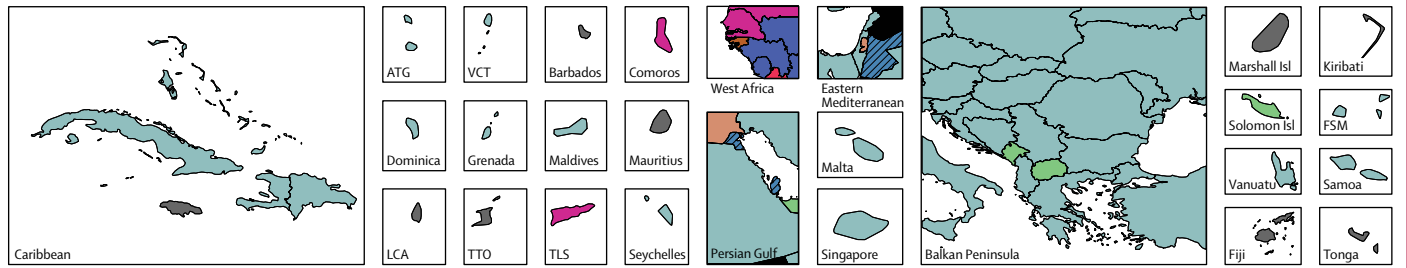 Caribbean
ATG
VCT
Barbados
Comoros
Dominica
Grenada
Maldives
Mauritius
LCA
TTO
TLS
Seychelles
West Africa
Eastern
Mediterranean
Persian Gulf
Malta
Singapore
Balkan Peninsula
Marshall Isl
Kiribati
Solomon Isl
FSM
Vanuatu
Samoa
Fiji
Tonga